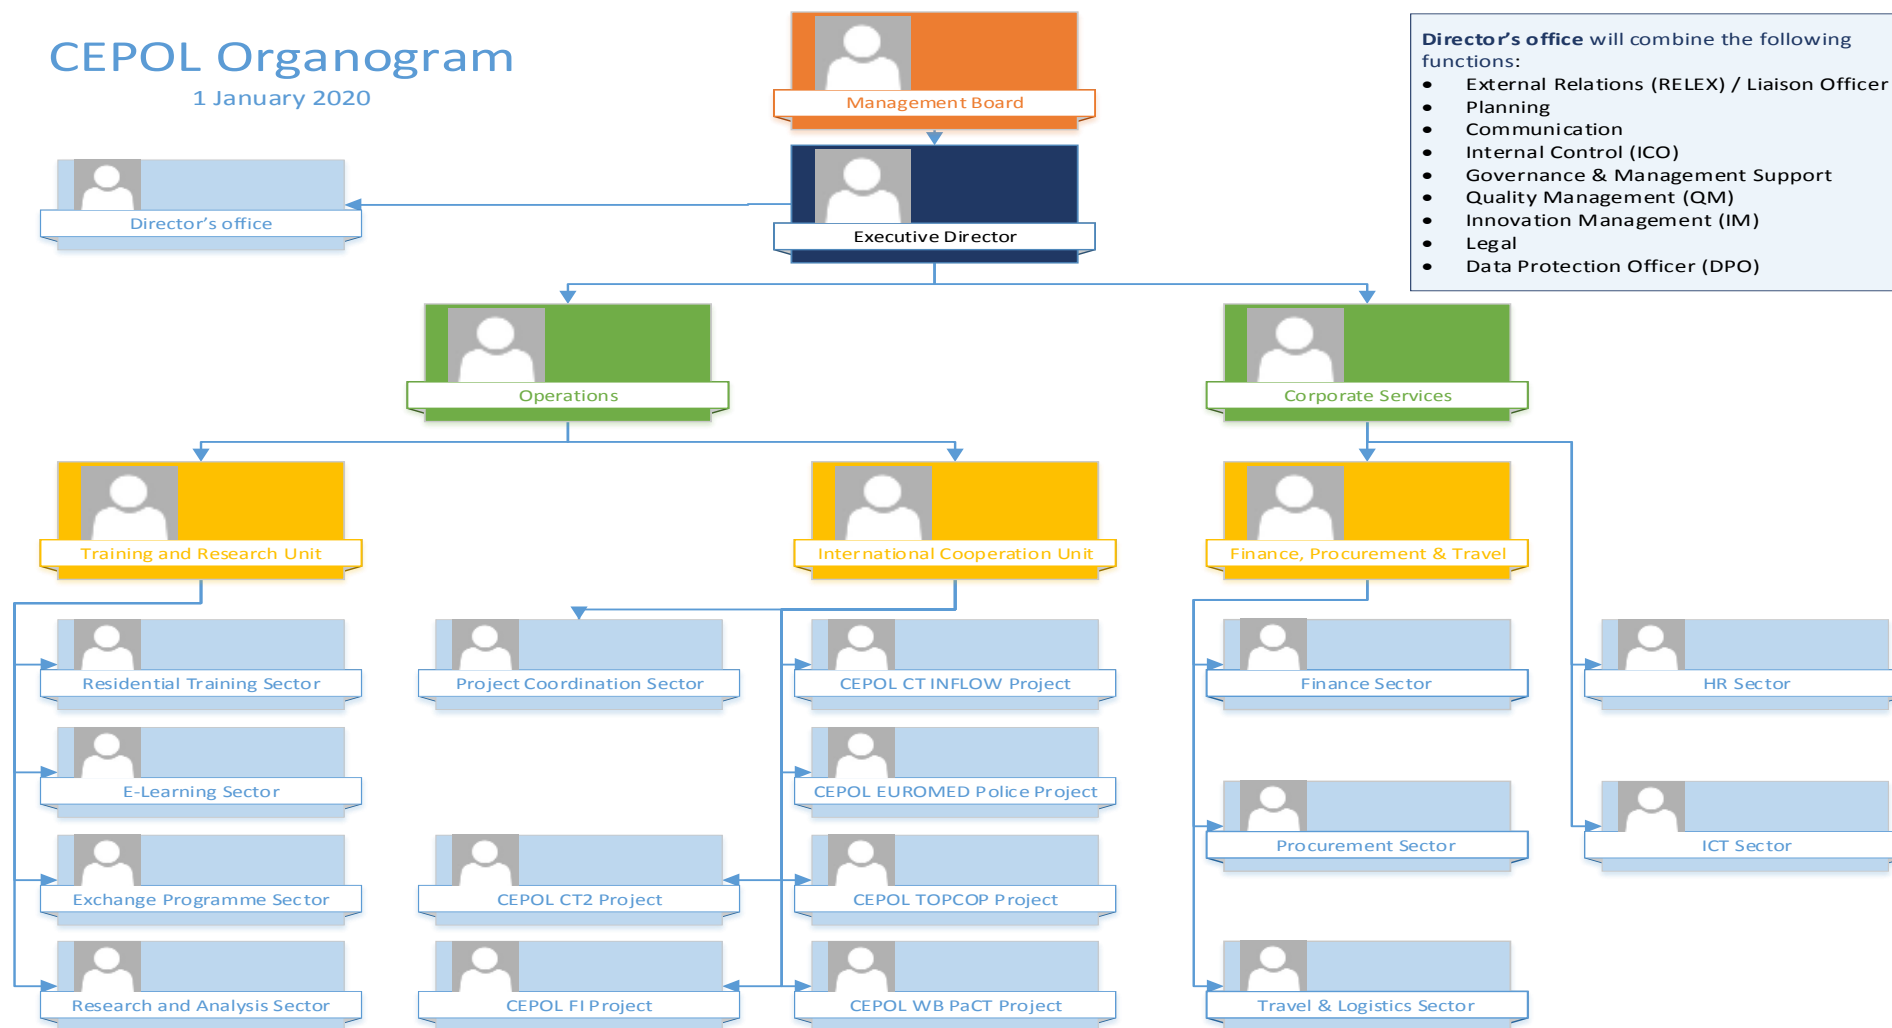 CEPOL Organogram
1 January 2020
Management Board
Director's office will combine the following
functions:
• External Relations (RELEX) / Liaison Officer
• Planning
• Communication
• Internal Control (ICO)
• Governance & Management Support
• Quality Management (QM)
• Innovation Management (IM)
• Legal
• Data Protection Officer (DPO)
Director's office
Executive Director
Operations
Corporate Services
Training and Research Unit
International Cooperation Unit
Finance, Procurement & Travel
Residential Training Sector
Project Coordination Sector
CEPOL CT INFLOW Project
Finance Sector
HR Sector
E-Learning Sector
CEPOL EUROMED Police Project
Procurement Sector
ICT Sector
Exchange Programme Sector
CEPOL CT2 Project
CEPOL TOPCOP Project
Research and Analysis Sector
CEPOL FI Project
CEPOL WB PaCT Project
Travel & Logistics Sector